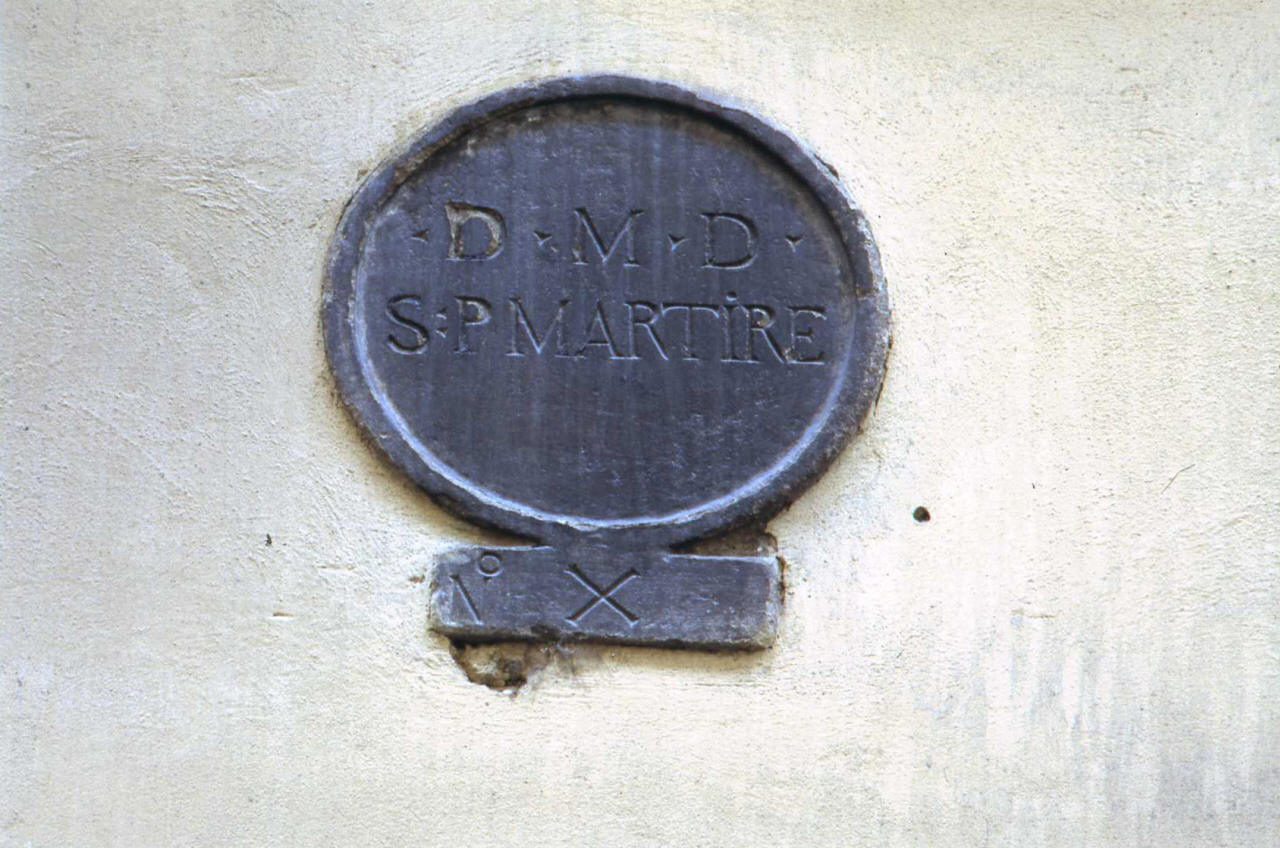 · D · M · D ·
S:P MARTiRE
N° X